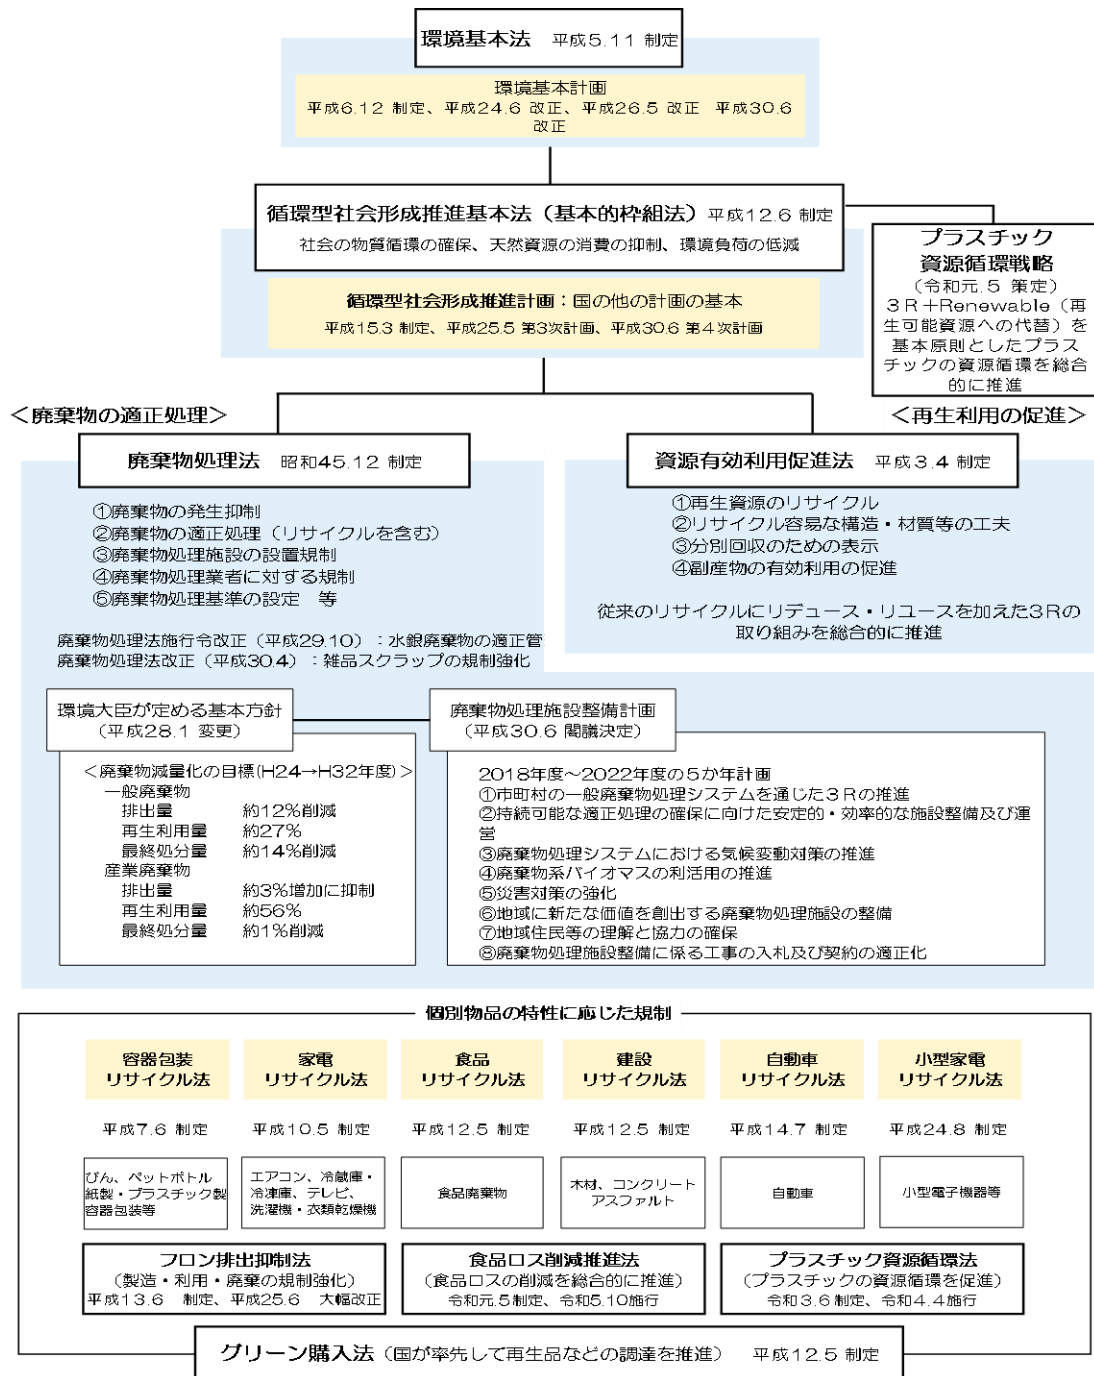 環境基本法 平成5.11 制定
環境基本計画
平成6.12 制定、平成24.6 改正、平成26.5 改正 平成30.6
改正
循環型社会形成推進基本法（基本的枠組法）平成12.6 制定
社会の物質循環の確保、天然資源の消費の抑制、環境負荷の低減
循環型社会形成推進計画：国の他の計画の基本
平成15.3 制定、平成25.5 第3次計画、平成30.6 第4次計画
プラスチック
資源循環戦略
（令和元.5 策定）
3R＋Renewable（再
生可能資源への代替）を
基本原則としたプラス
チックの資源循環を総合
的に推進
＜廃棄物の適正処理＞
＜再生利用の促進＞
廃棄物処理法 昭和45.12 制定
①廃棄物の発生抑制
②廃棄物の適正処理（リサイクルを含む）
③廃棄物処理施設の設置規制
④廃棄物処理業者に対する規制
⑤廃棄物処理基準の設定 等
廃棄物処理法施行令改正（平成29.10）：水銀廃棄物の適正管
廃棄物処理法改正（平成30.4）：雑品スクラップの規制強化
資源有効利用促進法 平成3.4 制定
①再生資源のリサイクル
②リサイクル容易な構造・材質等の工夫
③分別回収のための表示
④副産物の有効利用の促進
従来のリサイクルにリデュース・リユースを加えた3Rの
取り組みを総合的に推進
環境大臣が定める基本方針
（平成28.1 変更）
＜廃棄物減量化の目標(H24→H32年度)＞
一般廃棄物
排出量 約12%削減
再生利用量 約27%
最終処分量 約14%削減
産業廃棄物
排出量 約3%増加に抑制
再生利用量 約56%
最終処分量 約1%削減
廃棄物処理施設整備計画
（平成30.6 閣議決定）
2018年度～2022年度の5か年計画
①市町村の一般廃棄物処理システムを通じた3Rの推進
②持続可能な適正処理の確保に向けた安定的・効率的な施設整備及び運
営
③廃棄物処理システムにおける気候変動対策の推進
④廃棄物系バイオマスの利活用の推進
⑤災害対策の強化
⑥地域に新たな価値を創出する廃棄物処理施設の整備
⑦地域住民等の理解と協力の確保
⑧廃棄物処理施設整備に係る工事の入札及び契約の適正化
個別物品の特性に応じた規制
容器包装
リサイクル法
平成7.6 制定
びん、ペットボトル
紙製・プラスチック製
容器包装等
家電
リサイクル法
平成10.5 制定
エアコン、冷蔵庫・
冷凍庫、テレビ、
洗濯機・衣類乾燥機
食品
リサイクル法
平成12.5 制定
食品廃棄物
建設
リサイクル法
平成12.5 制定
木材、コンクリート
アスファルト
自動車
リサイクル法
平成14.7 制定
自動車
小型家電
リサイクル法
平成24.8 制定
小型電子機器等
フロン排出抑制法
（製造・利用・廃棄の規制強化）
平成13.6 制定、平成25.6 大幅改正
食品ロス削減推進法
（食品ロスの削減を総合的に推進）
令和元.5制定、令和5.10施行
プラスチック資源循環法
（プラスチックの資源循環を促進）
令和3.6制定、令和4.4施行
グリーン購入法（国が率先して再生品などの調達を推進） 平成12.5 制定